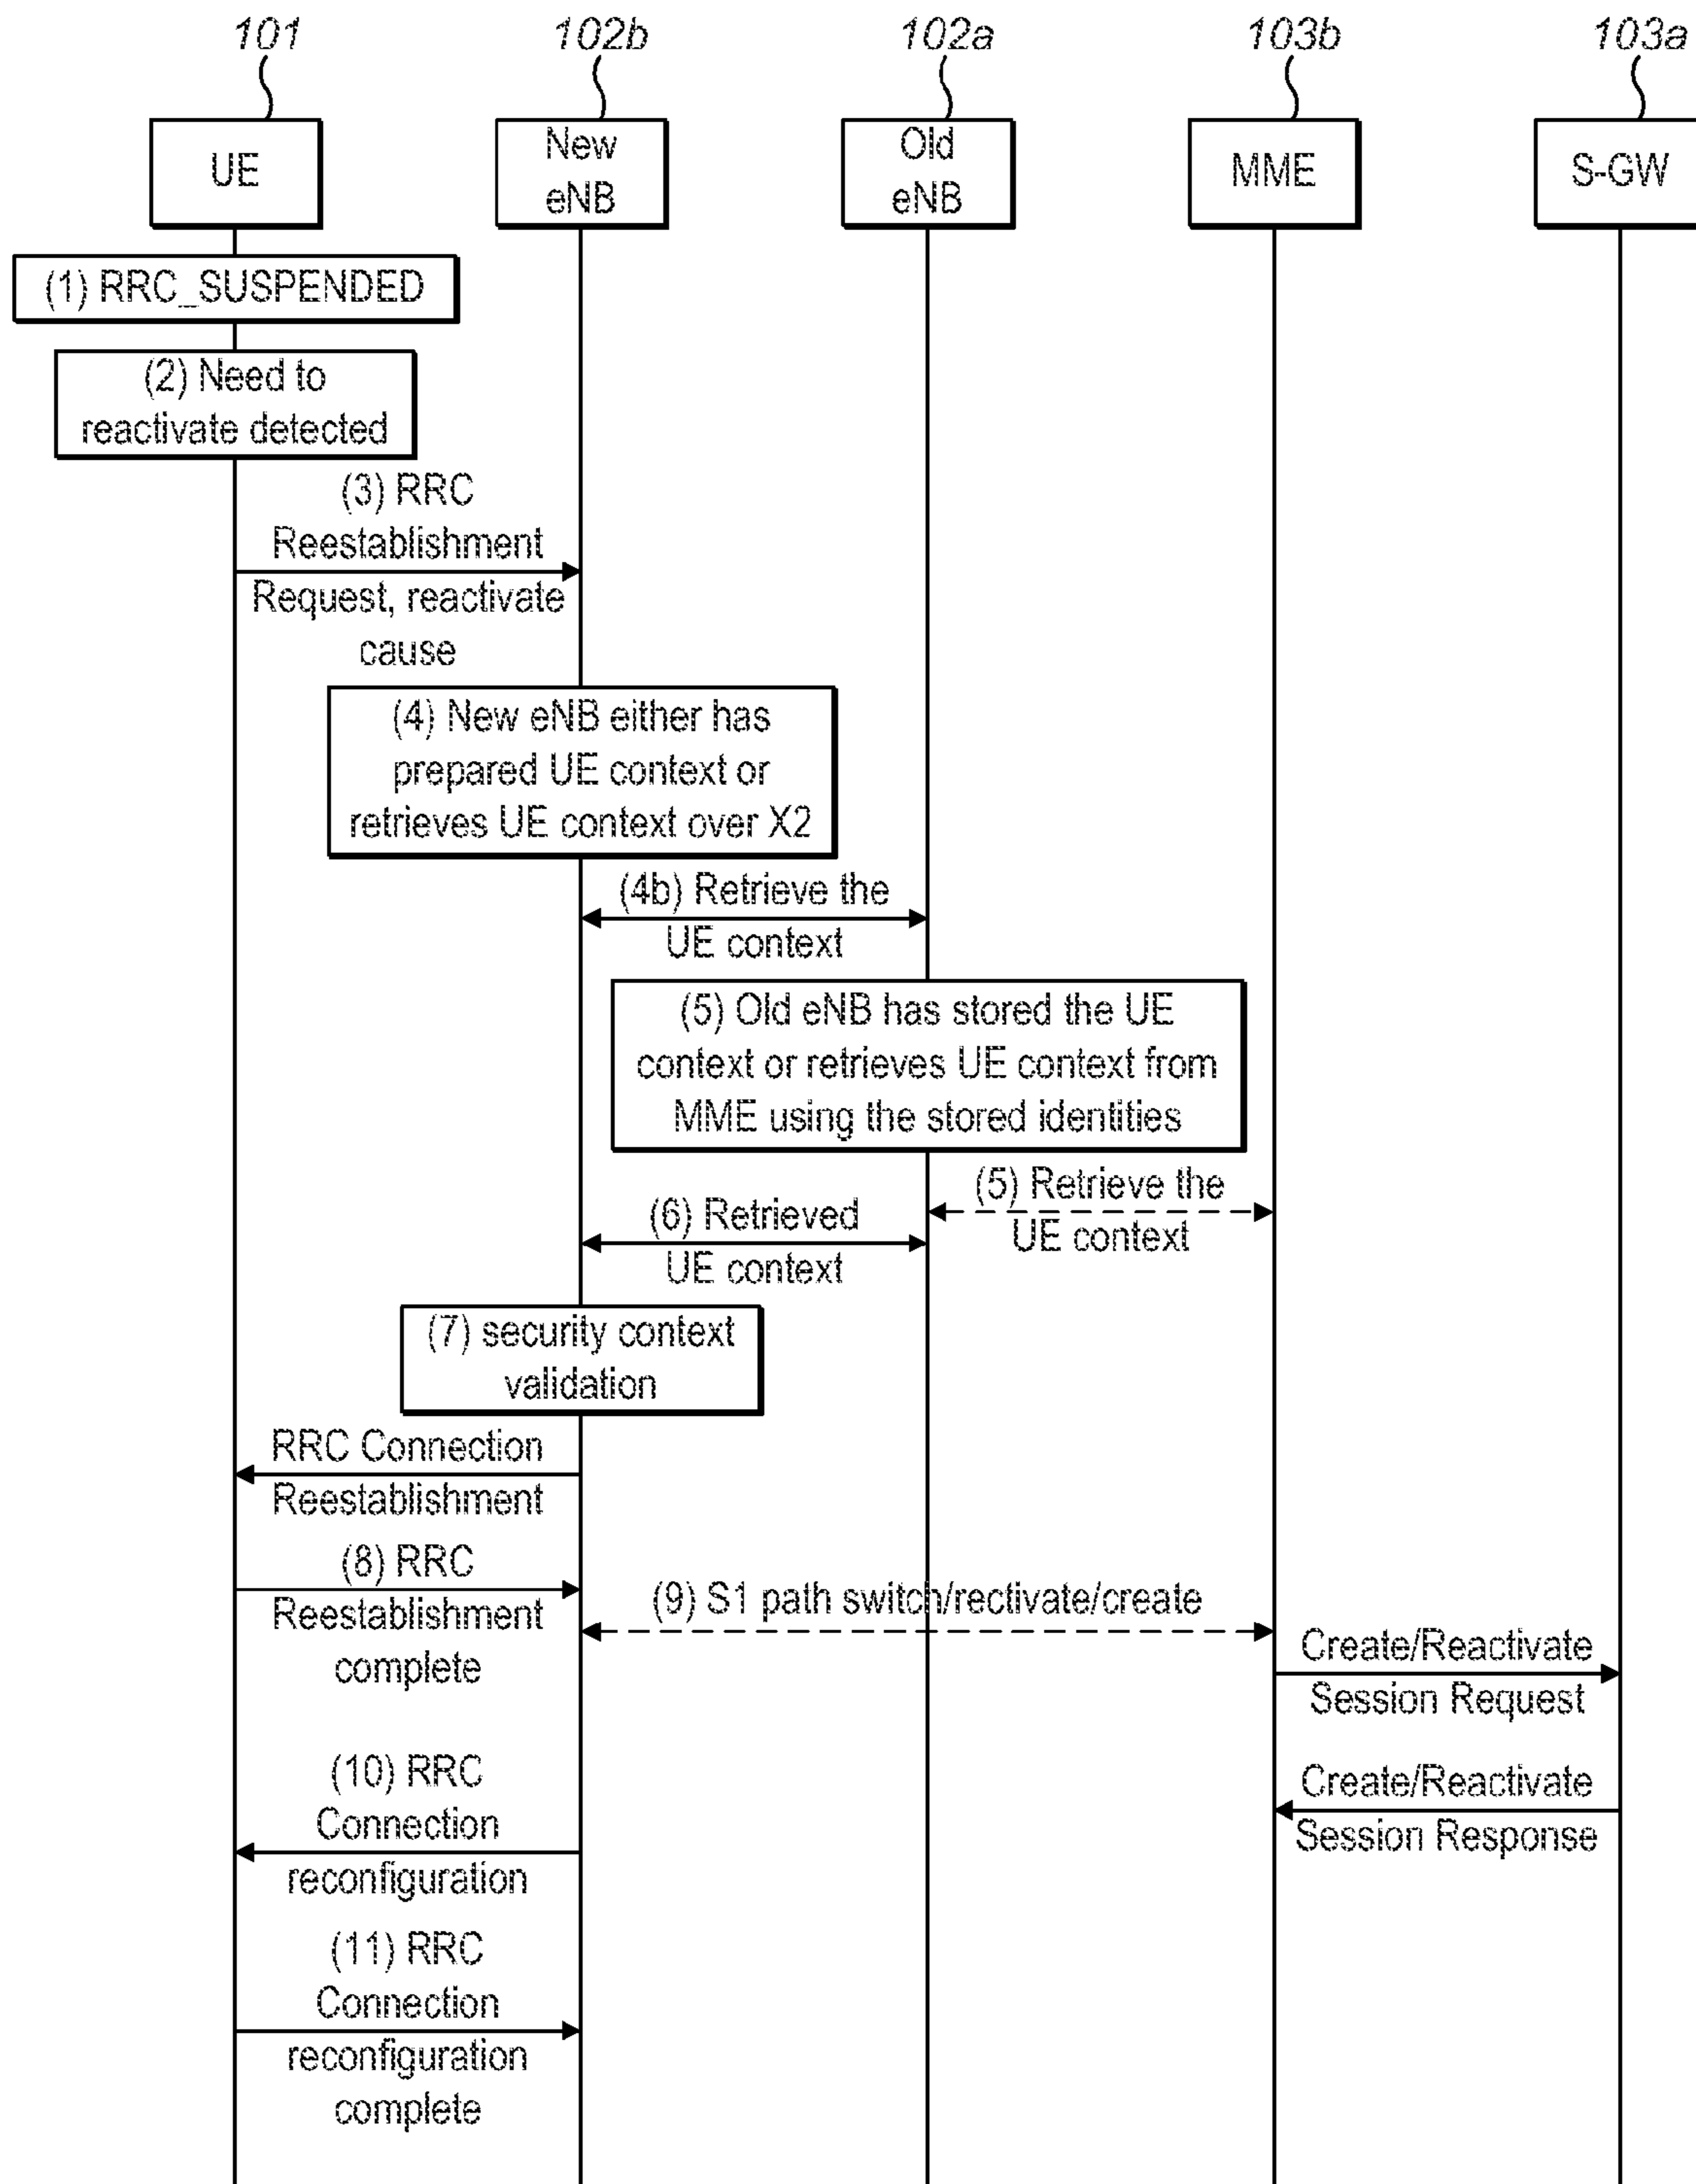 101
102b
102a
103b
103a
UE
New
eNB
Old
eNB
MME
S-GW
(1) RRC_SUSPENDED
(2) Need to
reactivate detected
(3) RRC
Reestablishment
Request, reactivate
cause
(4) New eNB either has
prepared UE context or
retrieves UE context over X2
(4b) Retrieve the
UE context
(5) Old eNB has stored the UE
context or retrieves UE context from
MME using the stored identities
(5) Retrieve the
UE context
(6) Retrieved
UE context
(7) security context
validation
RRC Connection
Reestablishment
(8) RRC
Reestablishment
complete
(9) S1 path switch/rectivate/create
Create/Reactivate
Session Request
Create/Reactivate
Session Response
(10) RRC
Connection
reconfiguration
(11) RRC
Connection
reconfiguration
complete